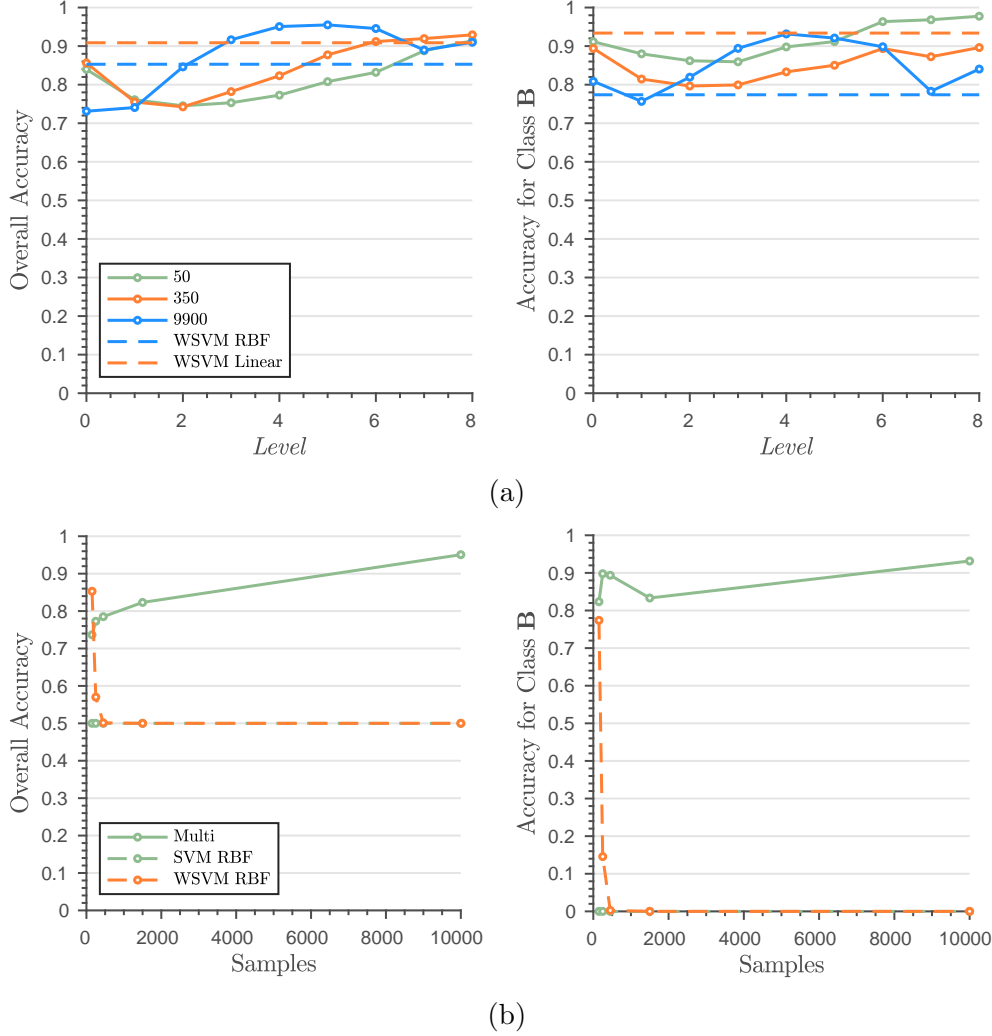 1
0.9
0.8
0.7
0.6
0.5
0.4
0.3
0.2
0.1
0
Overall Accuracy
50
350
9900
WSVM RBF
WSVM Linear
0 2 4 6 8
Level
1
0.9
0.8
0.7
0.6
0.5
0.4
0.3
0.2
0.1
0
Accuracy for Class B
0 2 4 6 8
Level
(a)
1
0.9
0.8
0.7
0.6
0.5
0.4
0.3
0.2
0.1
0
Overall Accuracy
Multi
SVM RBF
WSVM RBF
0 2000 4000 6000 8000 10000
Samples
1
0.9
0.8
0.7
0.6
0.5
0.4
0.3
0.2
0.1
0
Accuracy for Class B
0 2000 4000 6000 8000 10000
Samples
(b)